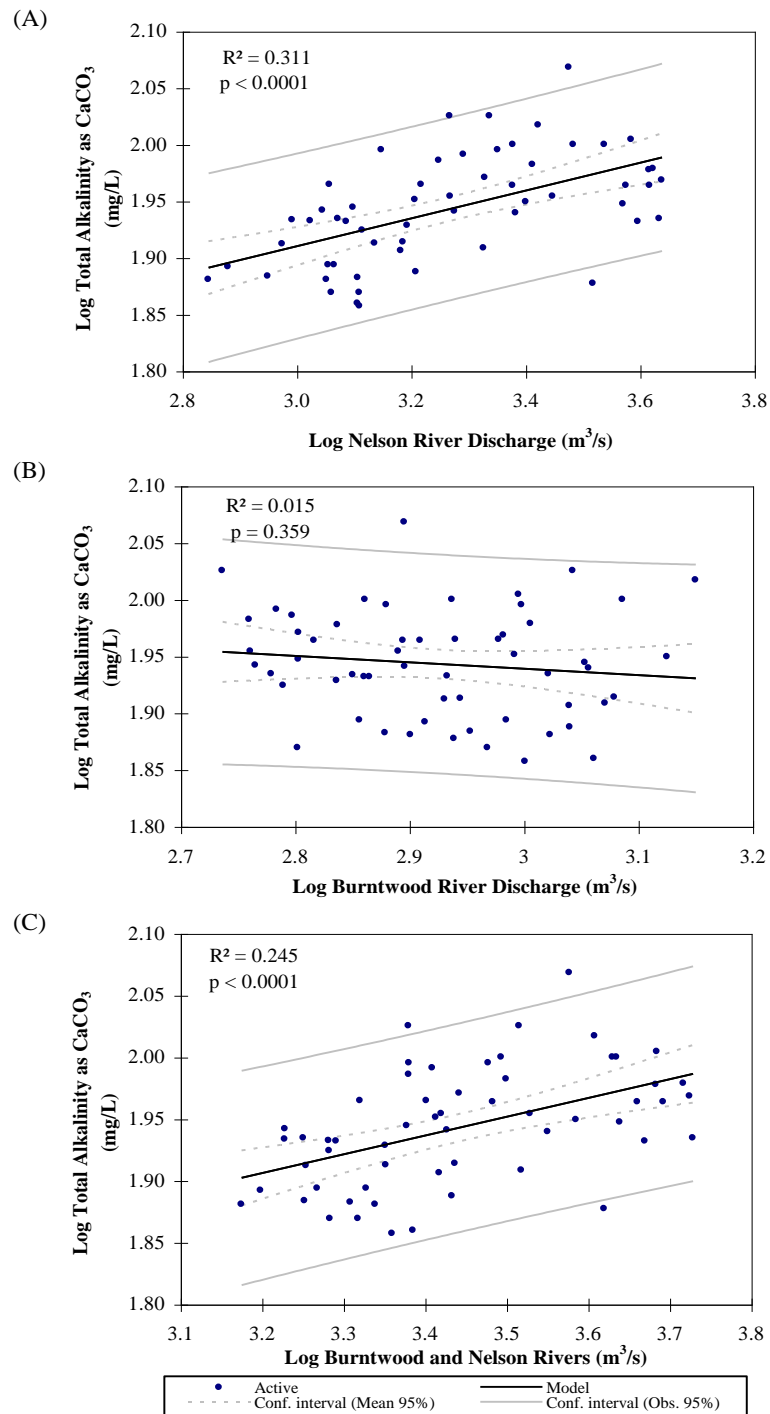 (A)
2.10
2.05
2.00
1.95
1.90
1.85
1.80
Log Total Alkalinity as CaCO₃
(mg/L)
R² = 0.311
p < 0.0001
2.8 3.0 3.2 3.4 3.6 3.8
Log Nelson River Discharge (m³/s)
(B)
2.10
2.05
2.00
1.95
1.90
1.85
1.80
Log Total Alkalinity as CaCO₃
(mg/L)
R² = 0.015
p = 0.359
2.7 2.8 2.9 3 3.1 3.2
Log Burntwood River Discharge (m³/s)
(C)
2.10
2.05
2.00
1.95
1.90
1.85
1.80
Log Total Alkalinity as CaCO₃
(mg/L)
R² = 0.245
p < 0.0001
3.1 3.2 3.3 3.4 3.5 3.6 3.7 3.8
Log Burntwood and Nelson Rivers (m³/s)
Active Model
Conf. interval (Mean 95%) Conf. interval (Obs. 95%)